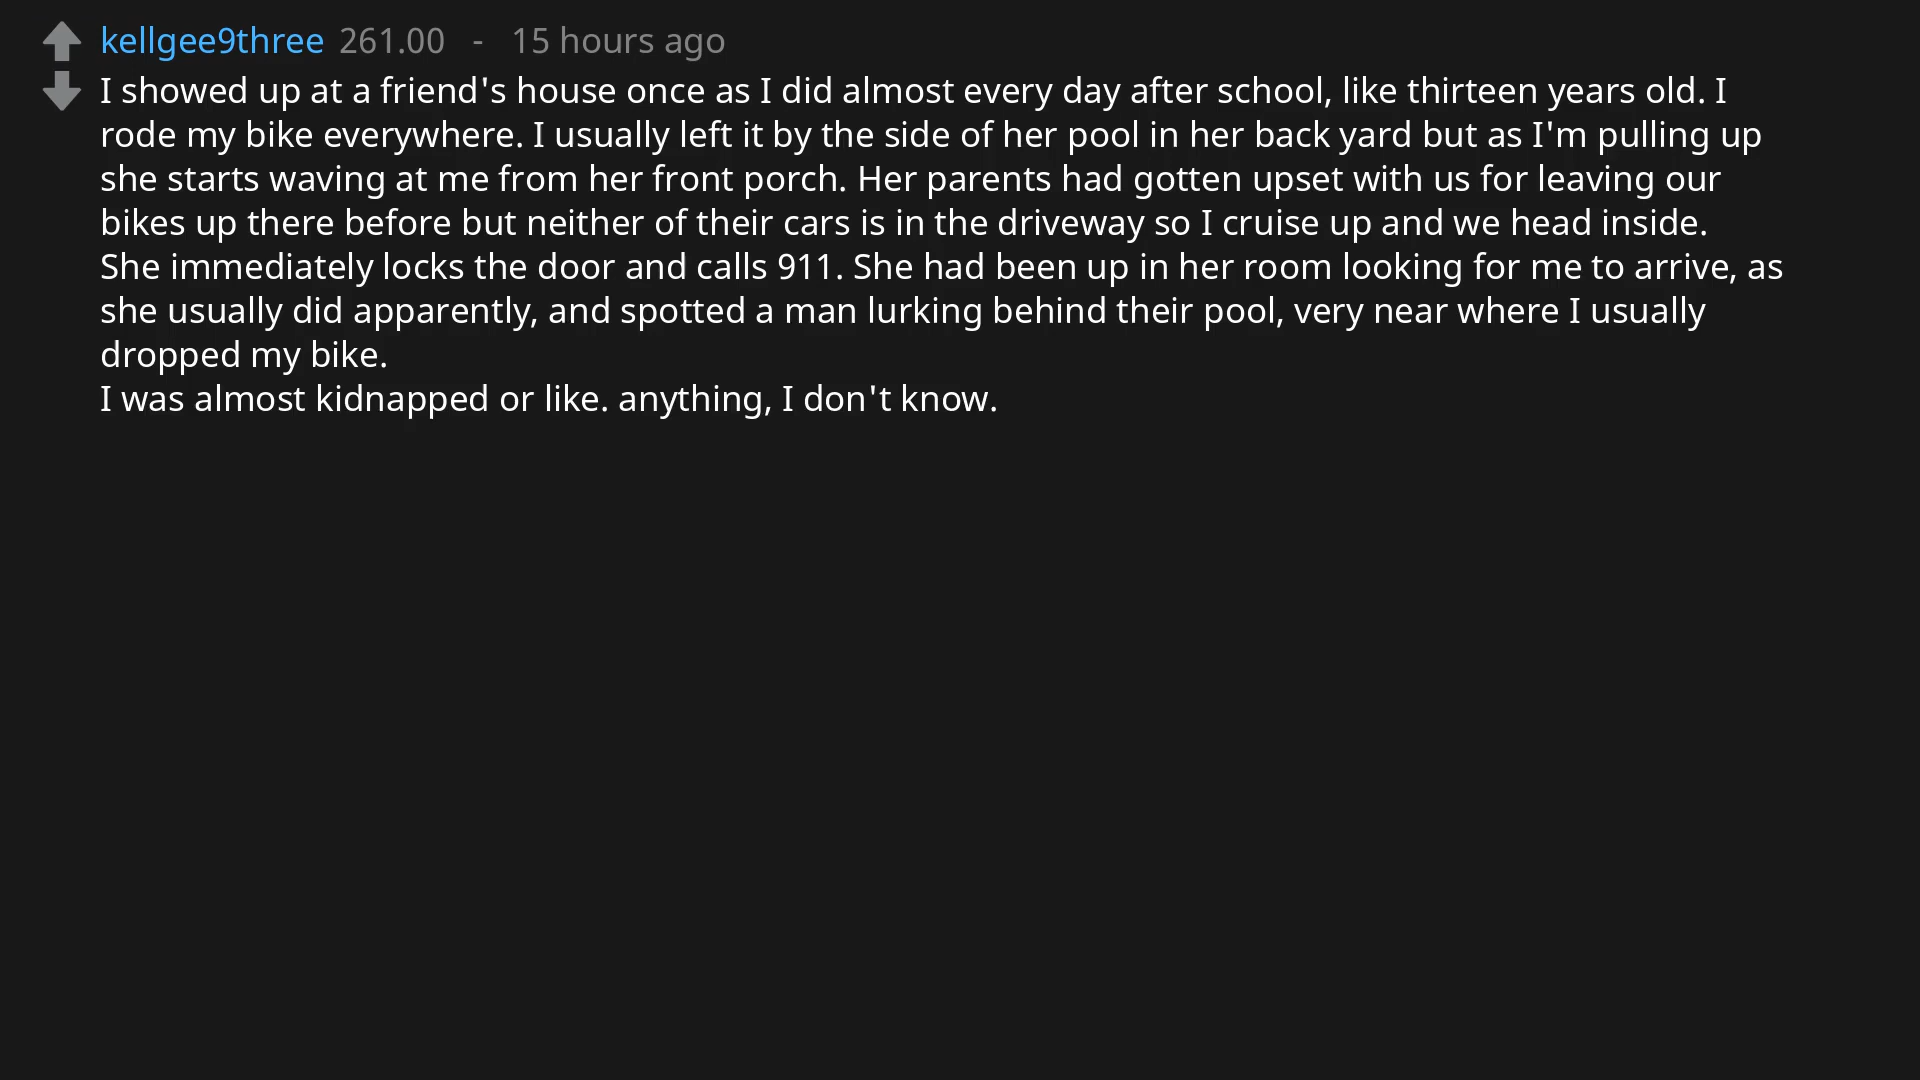 kellgee9three 261.00 - 15 hours ago
I showed up at a friend's house once as I did almost every day after school, like thirteen years old. I
rode my bike everywhere. I usually left it by the side of her pool in her back yard but as I'm pulling up
she starts waving at me from her front porch. Her parents had gotten upset with us for leaving our
bikes up there before but neither of their cars is in the driveway so I cruise up and we head inside.
She immediately locks the door and calls 911. She had been up in her room looking for me to arrive, as
she usually did apparently, and spotted a man lurking behind their pool, very near where I usually
dropped my bike.
I was almost kidnapped or like. anything, I don't know.